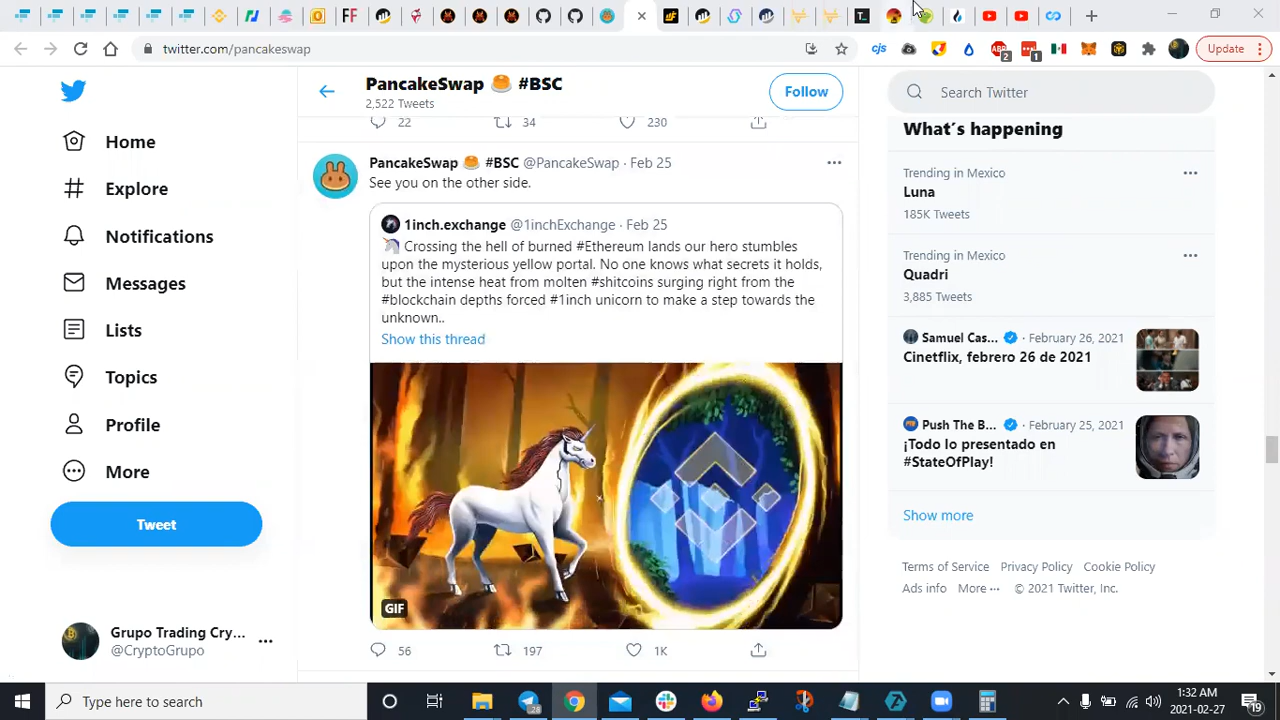 twitter.com/pancakeswap
Update
Home
Explore
Notifications
Messages
Lists
Topics
Profile
More
Tweet
Grupo Trading Cry...
@CryptoGrupo
PancakeSwap 🥞 #BSC
2,522 Tweets
Follow
22 34 230
PancakeSwap 🥞 #BSC @PancakeSwap · Feb 25
See you on the other side.
1inch.exchange @1inchExchange · Feb 25
🦄 Crossing the hell of burned #Ethereum lands our hero stumbles
upon the mysterious yellow portal. No one knows what secrets it holds,
but the intense heat from molten #shitcoins surging right from the
#blockchain depths forced #1inch unicorn to make a step towards the
unknown..
Show this thread
GIF
56 197 1K
Search Twitter
What's happening
Trending in Mexico
Luna
185K Tweets
Trending in Mexico
Quadri
3,885 Tweets
Samuel Cas... · February 26, 2021
Cinetflix, febrero 26 de 2021
Push The B... · February 25, 2021
¡Todo lo presentado en
#StateOfPlay!
Show more
Terms of Service Privacy Policy Cookie Policy
Ads info More ··· © 2021 Twitter, Inc.
Type here to search
1:32 AM
2021-02-27
19